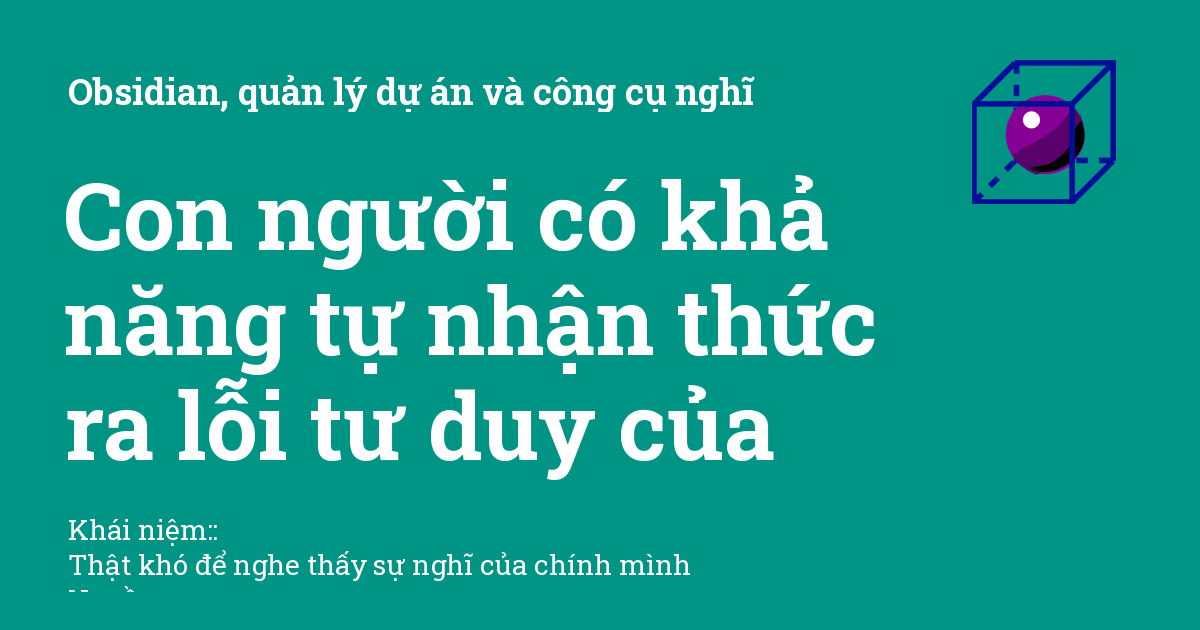 Obsidian, quản lý dự án và công cụ nghĩ
Con người có khả
năng tự nhận thức
ra lỗi tư duy của
Khái niệm::
Thật khó để nghe thấy sự nghĩ của chính mình